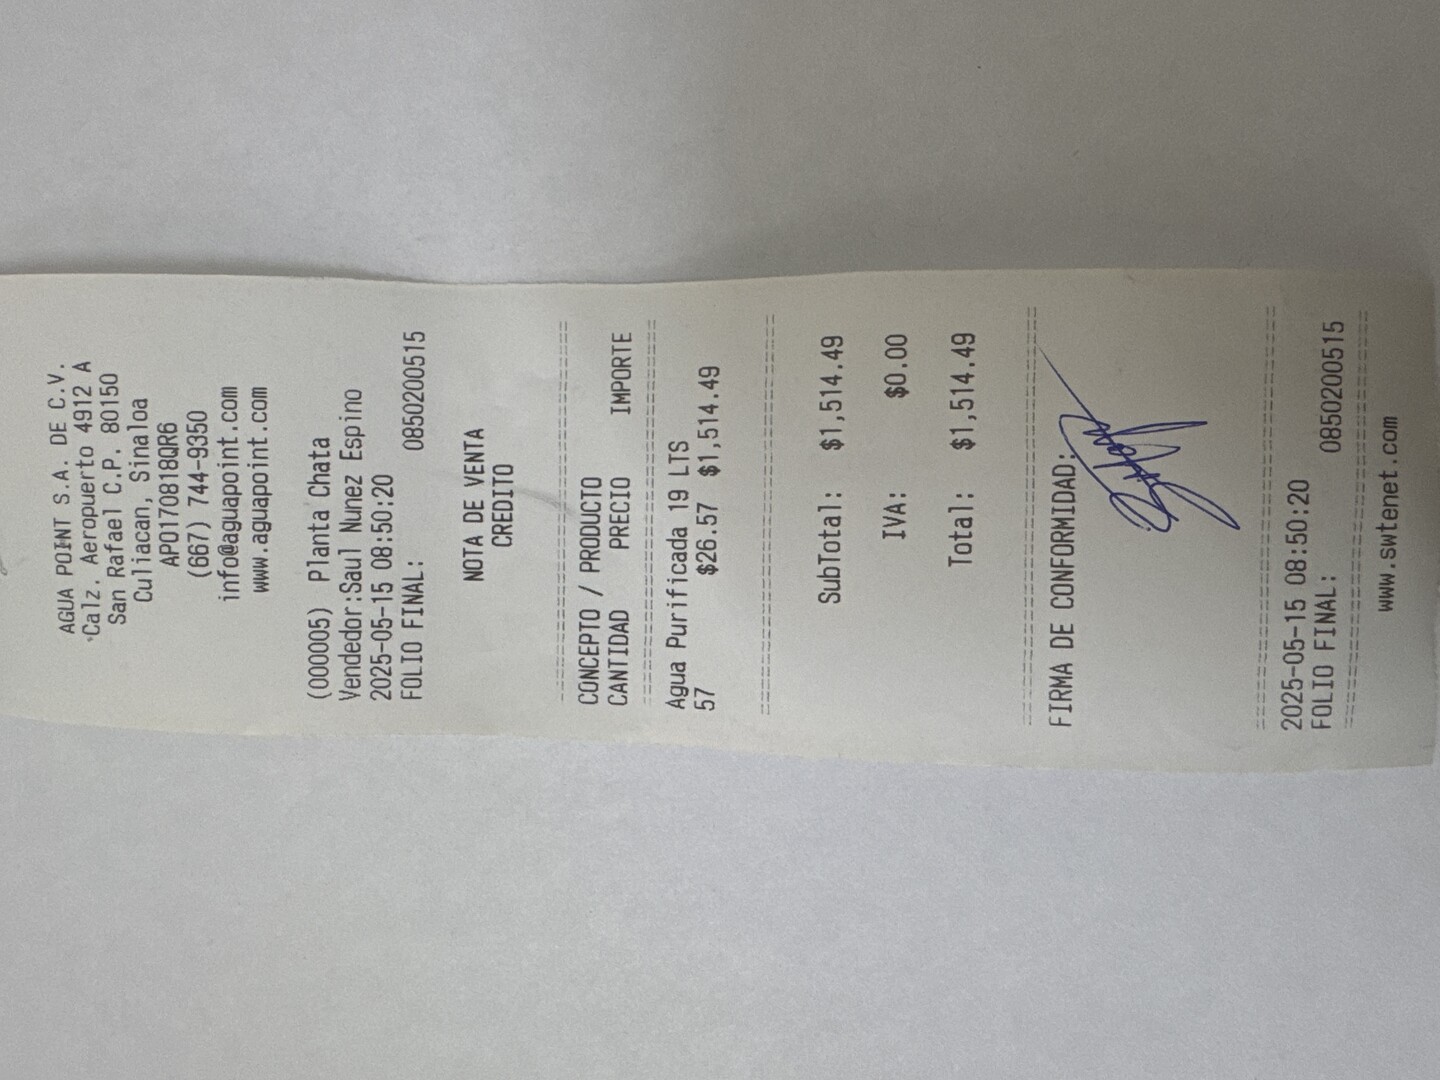 AGUA POINT S.A. DE C.V.
Calz. Aeropuerto 4912 A
San Rafael C.P. 80150
Culiacan, Sinaloa
APO170818QR6
(667) 744-9350
info@aguapoint.com
www.aguapoint.com
(000005) Planta Chata
Vendedor:Saul Nunez Espino
2025-05-15 08:50:20
FOLIO FINAL: 0850200515
NOTA DE VENTA
CREDITO
CONCEPTO / PRODUCTO
CANTIDAD PRECIO IMPORTE
Agua Purificada 19 LTS
57 $26.57 $1,514.49
SubTotal: $1,514.49
IVA: $0.00
Total: $1,514.49
FIRMA DE CONFORMIDAD:
2025-05-15 08:50:20
FOLIO FINAL: 0850200515
www.swtenet.com